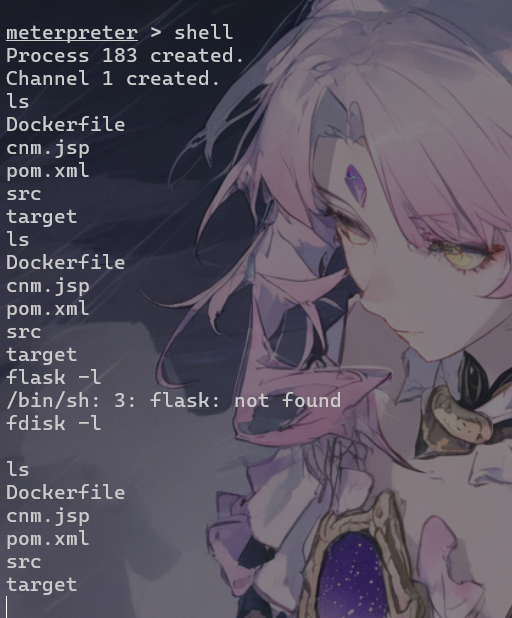 meterpreter > shell
Process 183 created.
Channel 1 created.
ls
Dockerfile
cnm.jsp
pom.xml
src
target
ls
Dockerfile
cnm.jsp
pom.xml
src
target
flask -l
/bin/sh: 3: flask: not found
fdisk -l
ls
Dockerfile
cnm.jsp
pom.xml
src
target